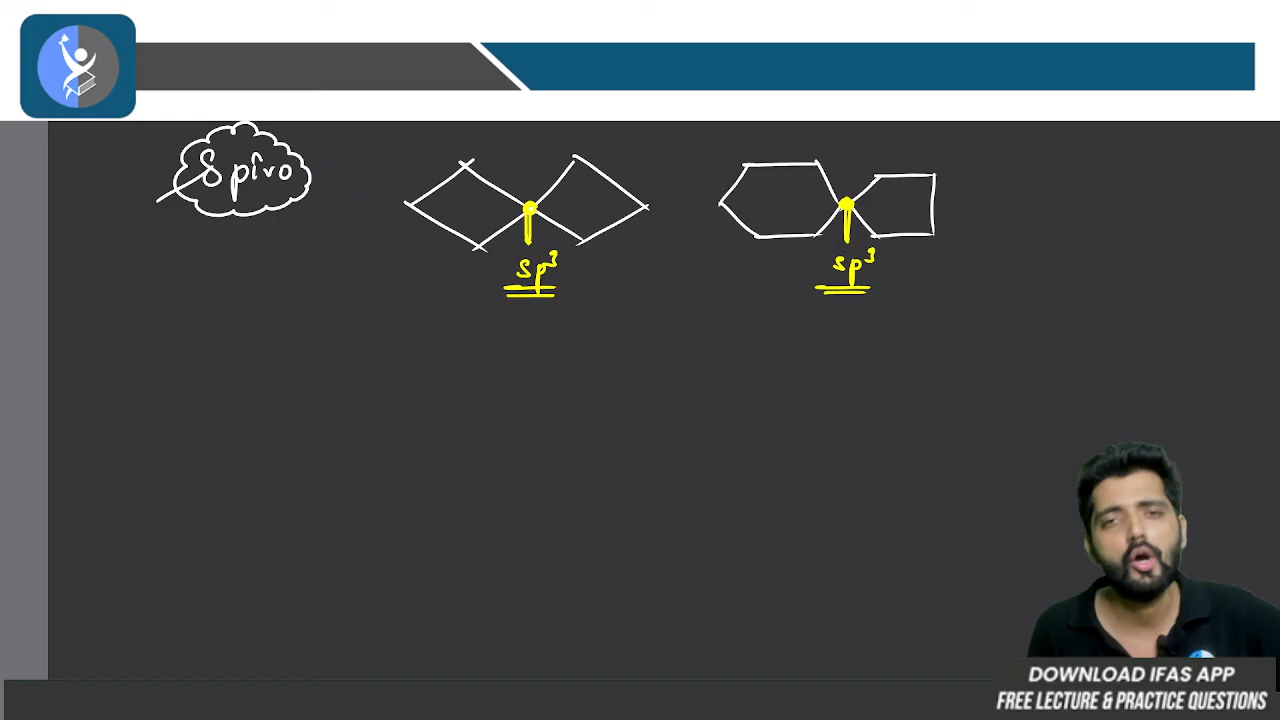 Spiro
sp³
sp³
DOWNLOAD IFAS APP
FREE LECTURE & PRACTICE QUESTIONS